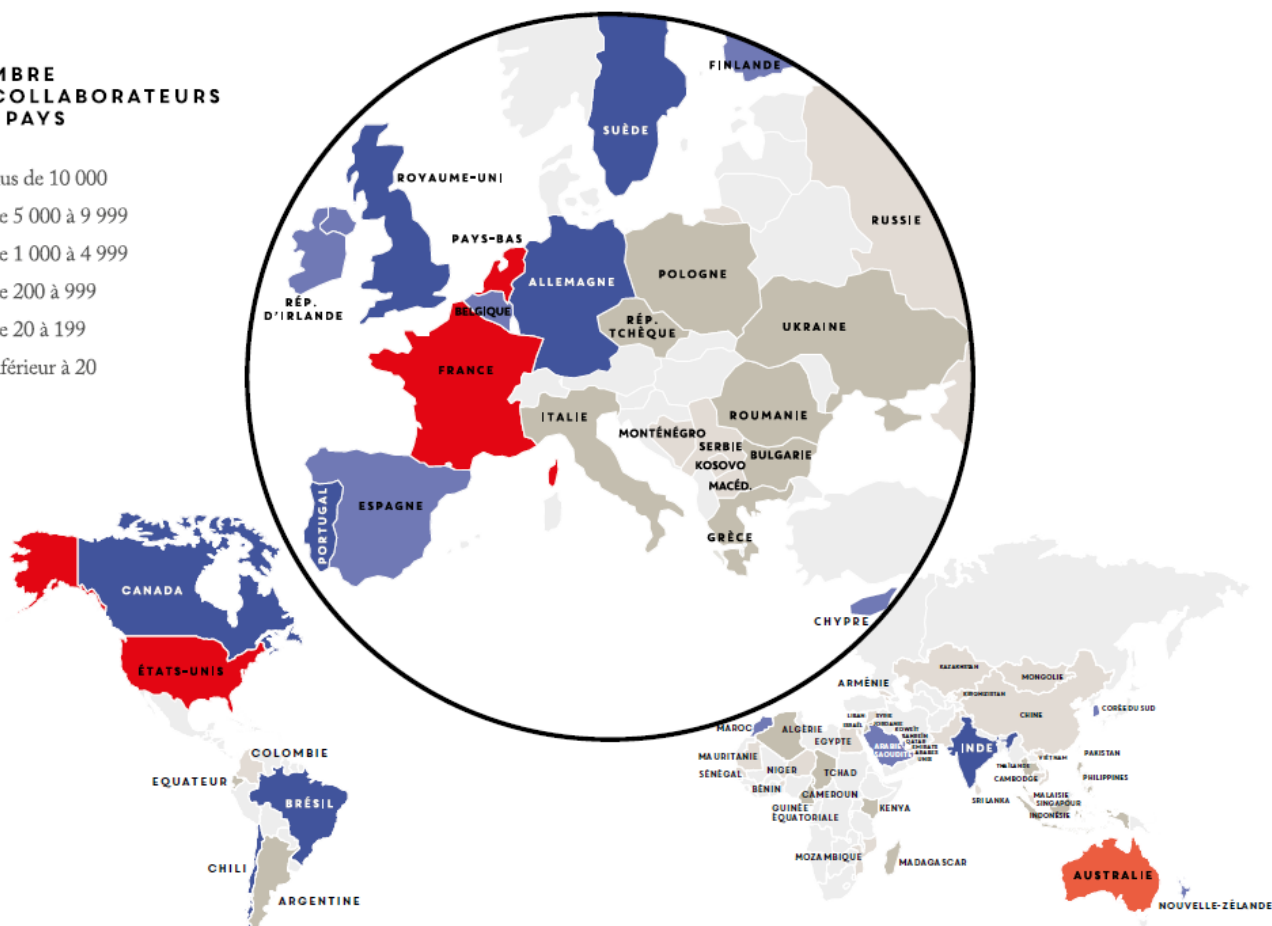 MBRE
COLLABORATEURS
PAYS
us de 10 000
e 5 000 à 9 999
e 1 000 à 4 999
e 200 à 999
e 20 à 199
férieur à 20
FINLANDE
SUÈDE
ROYAUME-UNI
RUSSIE
PAYS-BAS
POLOGNE
ALLEMAGNE
RÉP.
D'IRLANDE
BELGIQUE
RÉP.
TCHÈQUE
UKRAINE
FRANCE
ITALIE
ROUMANIE
MONTÉNÉGRO
SERBIE
BULGARIE
KOSOVO
MACÉD.
ESPAGNE
PORTUGAL
GRÈCE
CHYPRE
CANADA
ÉTATS-UNIS
COLOMBIE
EQUATEUR
BRÉSIL
CHILI
ARGENTINE
ARMÉNIE
KAZAKHSTAN
MONGOLIE
KIRGHIZISTAN
CHINE
CORÉE DU SUD
LIBAN
SYRIE
ISRAËL
JORDANIE
KOWEÏT
BAHREÏN
QATAR
EMIRATS
ARABES
UNIS
ARABIE
SAOUDITE
MAROC
ALGÉRIE
EGYPTE
MAURITANIE
SÉNÉGAL
NIGER
TCHAD
BÉNIN
CAMEROUN
GUINÉE
ÉQUATORIALE
KENYA
MOZAMBIQUE
MADAGASCAR
INDE
PAKISTAN
VIÉTNAM
THAÏLANDE
CAMBODGE
PHILIPPINES
SRI LANKA
MALAISIE
SINGAPOUR
INDONÉSIE
AUSTRALIE
NOUVELLE-ZÉLANDE